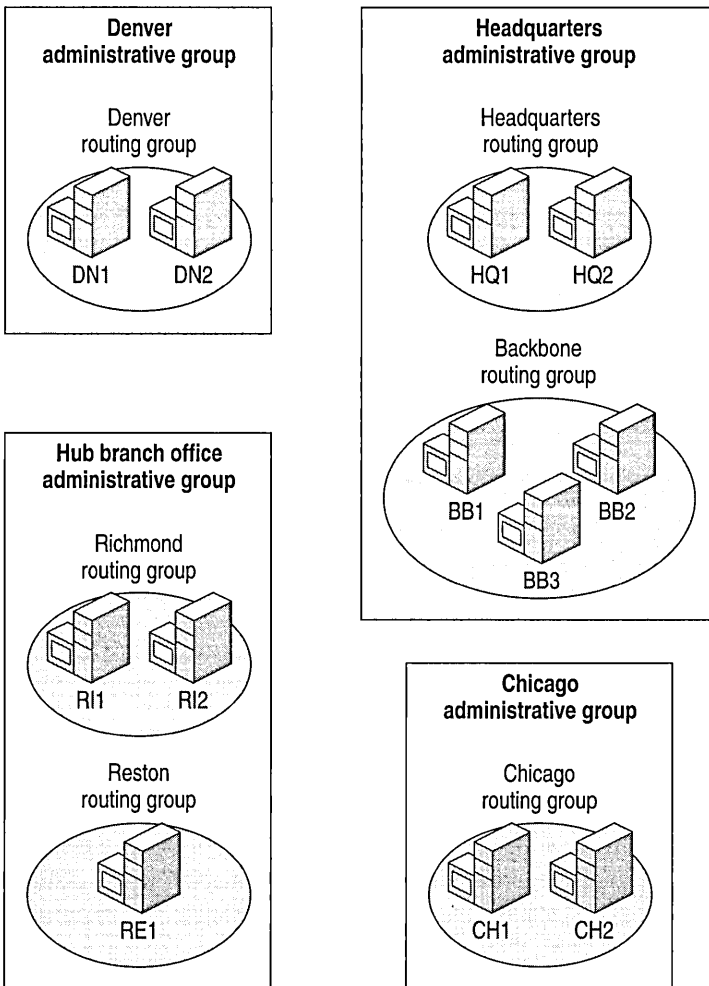 Denver
administrative group
Denver
routing group
DN1 DN2
Headquarters
administrative group
Headquarters
routing group
HQ1 HQ2
Backbone
routing group
BB1 BB2
BB3
Hub branch office
administrative group
Richmond
routing group
RI1 RI2
Reston
routing group
RE1
Chicago
administrative group
Chicago
routing group
CH1 CH2